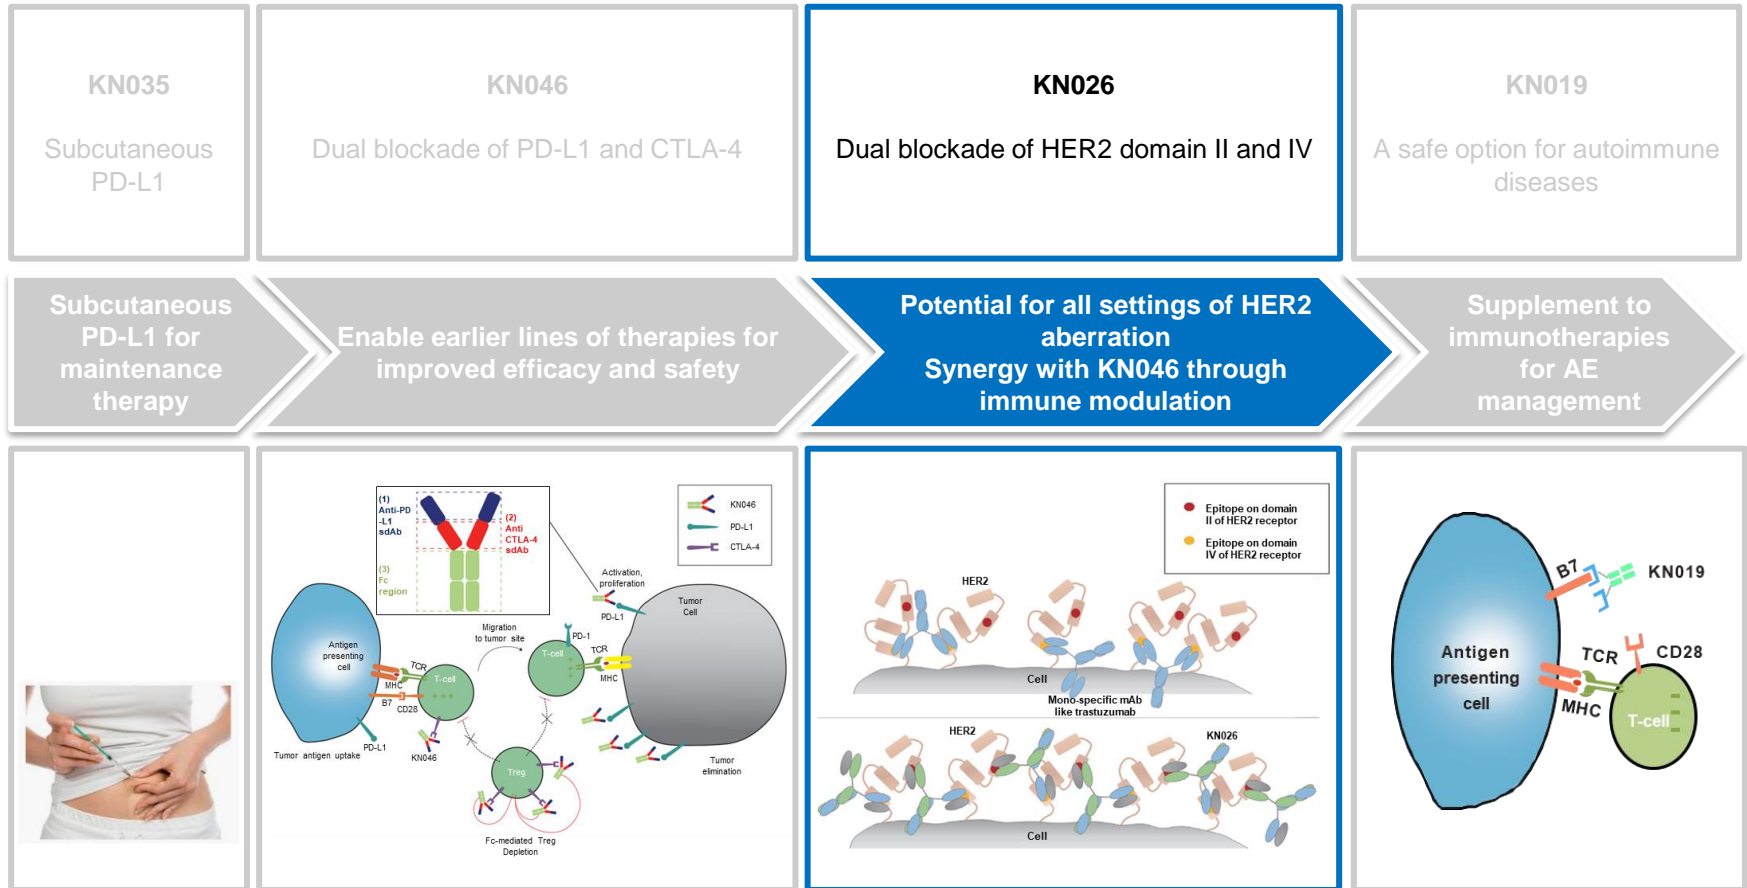 KN035
Subcutaneous
PD-L1
KN046
Dual blockade of PD-L1 and CTLA-4
KN026
Dual blockade of HER2 domain II and IV
KN019
A safe option for autoimmune
diseases
Subcutaneous
PD-L1 for
maintenance
therapy
Enable earlier lines of therapies for
improved efficacy and safety
Potential for all settings of HER2
aberration
Synergy with KN046 through
immune modulation
Supplement to
immunotherapies
for AE
management
(1)
Anti-PD
-L1
sdAb
(2)
Anti
CTLA-4
sdAb
(3)
Fc
region
KN046
PD-L1
CTLA-4
Activation,
proliferation
PD-L1
Tumor
Cell
Migration
to tumor site
PD-1
T-cell
TCR
MHC
Antigen
presenting
cell
TCR
MHC
T-cell
B7
CD28
PD-L1
Tumor antigen uptake
KN046
Treg
Tumor
elimination
Fc-mediated Treg
Depletion
Epitope on domain
II of HER2 receptor
Epitope on domain
IV of HER2 receptor
HER2
Cell
Mono-specific mAb
like trastuzumab
HER2
KN026
Cell
B7
KN019
Antigen
presenting
cell
TCR
CD28
MHC
T-cell